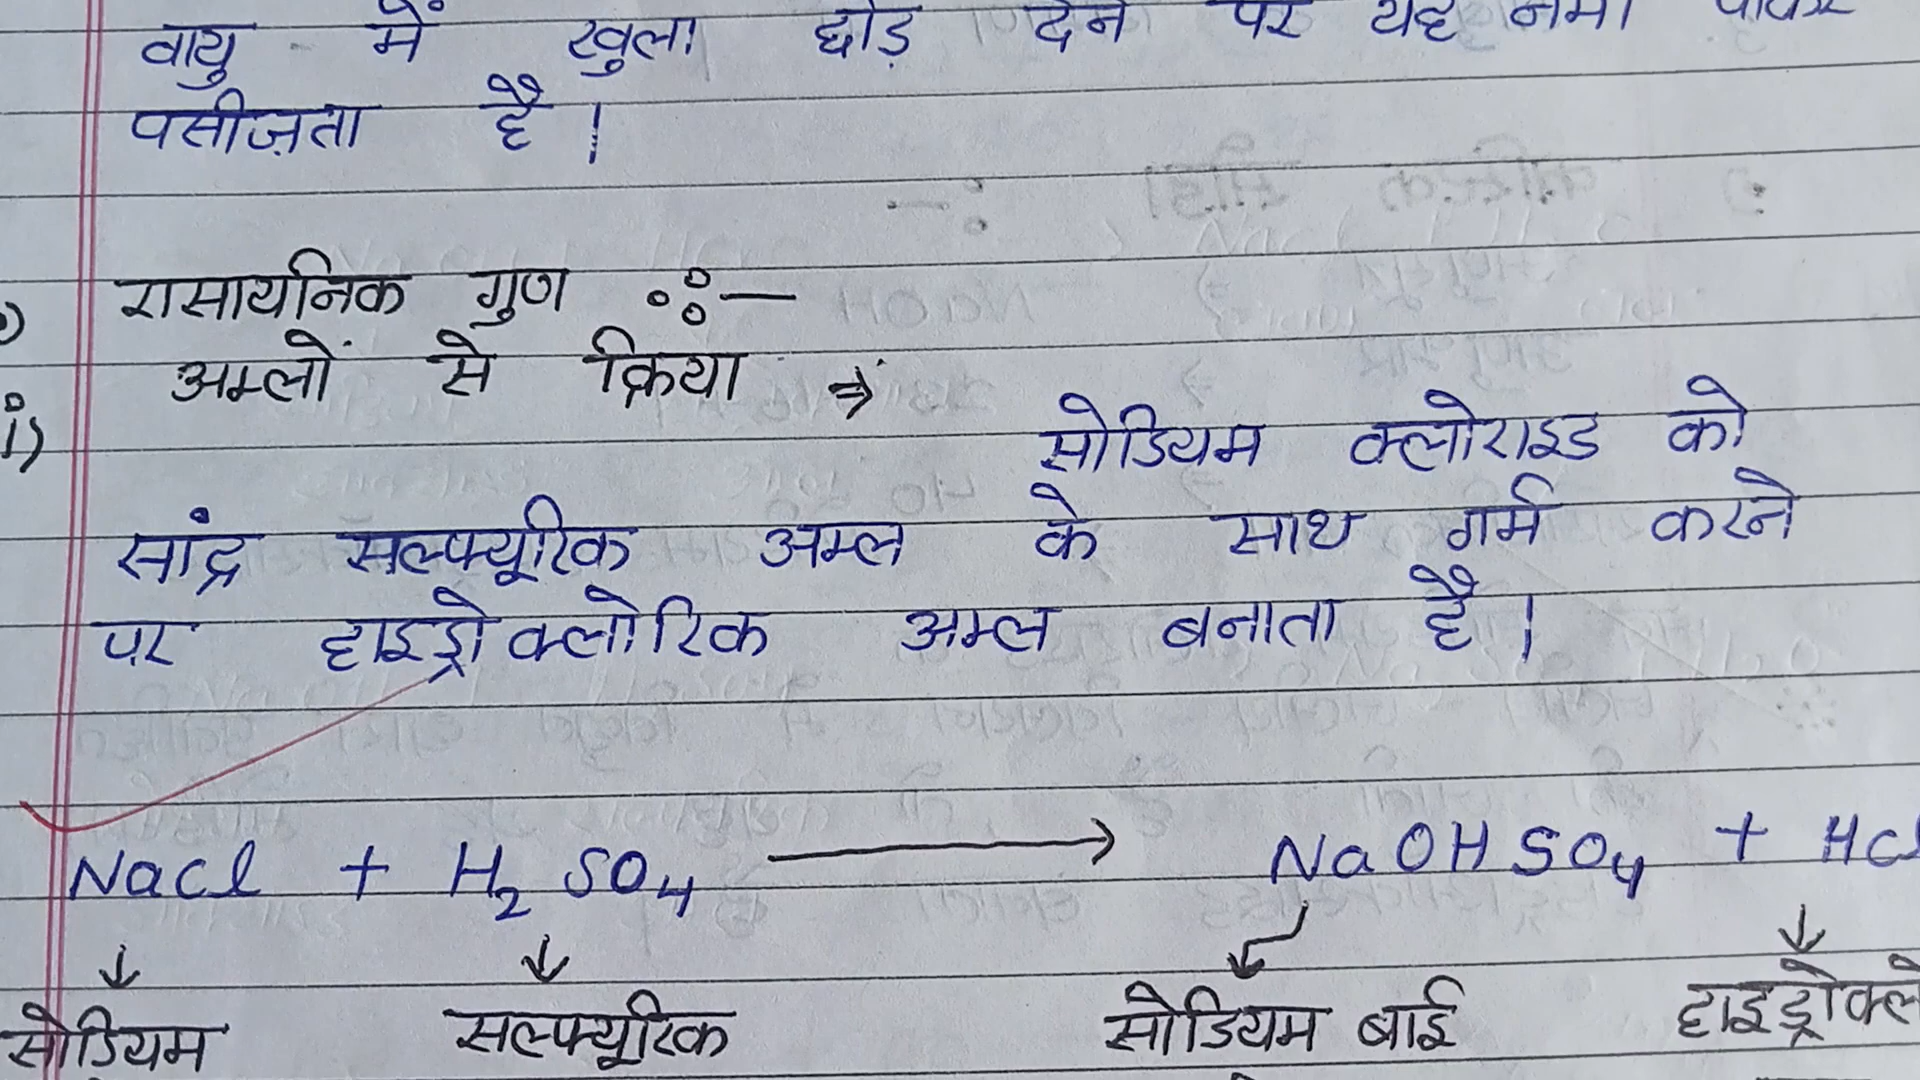 वायु में खुला छोड़ देने पर यह नमी पाकर
पसीज़ता है।
रासायनिक गुण :-
i) अम्लों से क्रिया ⇒
सोडियम क्लोराइड को
सांद्र सल्फ्यूरिक अम्ल के साथ गर्म करने
पर हाइड्रोक्लोरिक अम्ल बनाता है।
NaCl + H₂SO₄ ⟶ NaOHSO₄ + HCl
↓ ↓ ↓ ↓
सोडियम सल्फ्यूरिक सोडियम बाई हाइड्रोक्लो